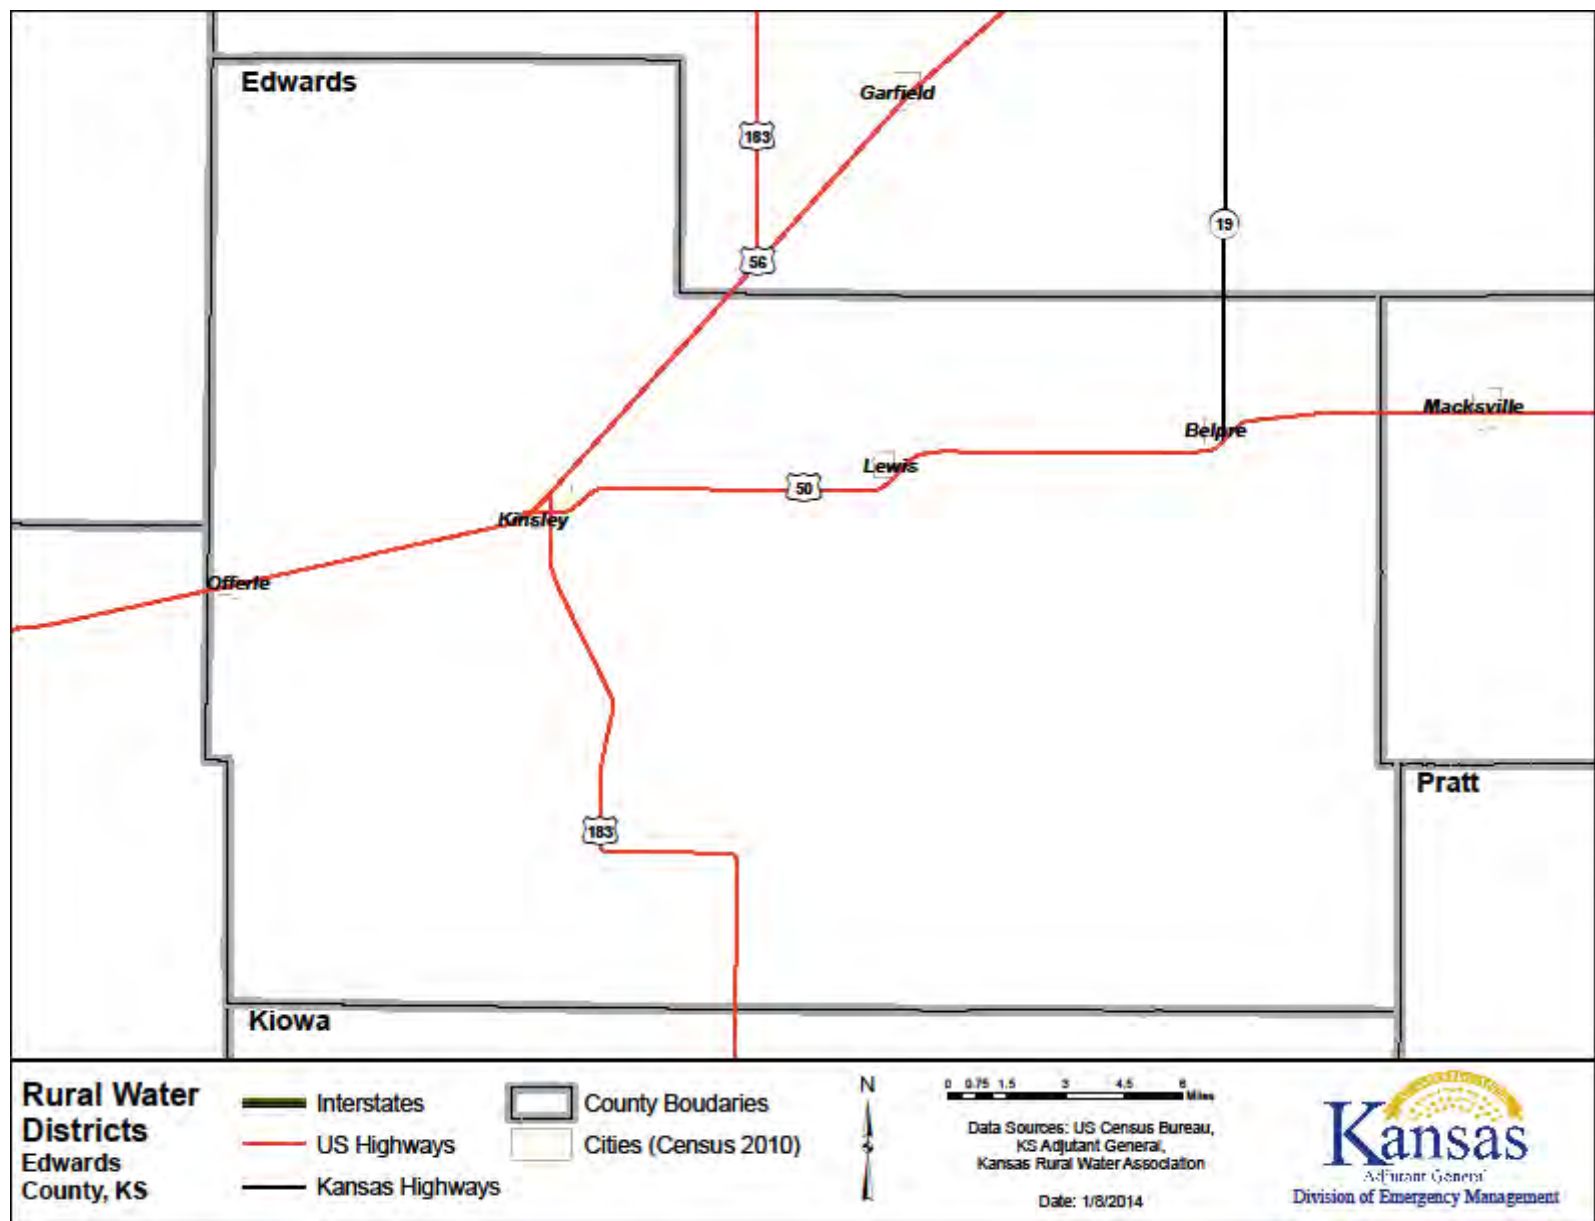 Edwards
Garfield
183
19
56
Macksville
Belpre
Lewis
50
Kinsley
Offerle
Pratt
183
Kiowa
Rural Water
Districts
Edwards
County, KS
Interstates
US Highways
Kansas Highways
County Boudaries
Cities (Census 2010)
N
0 0.75 1.5 3 4.5 6
Miles
Data Sources: US Census Bureau,
KS Adjutant General,
Kansas Rural Water Association
Date: 1/8/2014
Kansas
Adjutant General
Division of Emergency Management